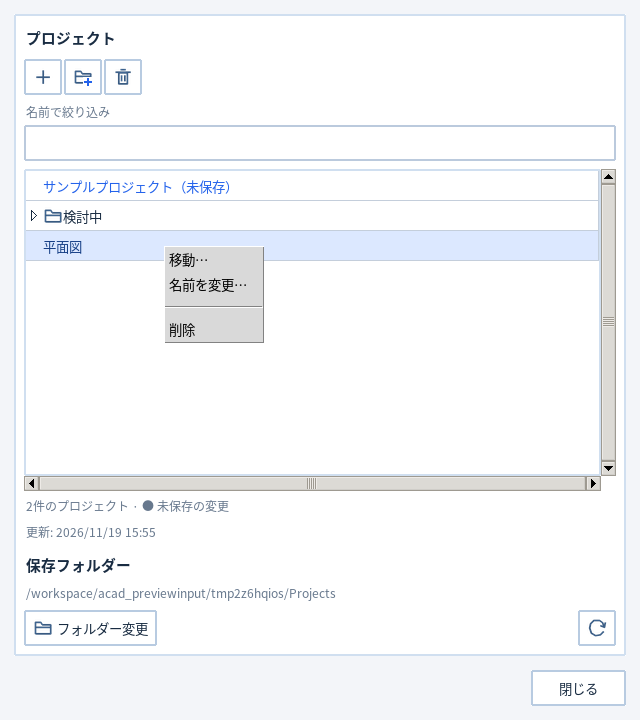 プロジェクト
名前で絞り込み
サンプルプロジェクト（未保存）
検討中
平面図
移動…
名前を変更…
削除
2件のプロジェクト · ● 未保存の変更
更新: 2026/11/19 15:55
保存フォルダー
/workspace/acad_previewinput/tmp2z6hqios/Projects
フォルダー変更
閉じる